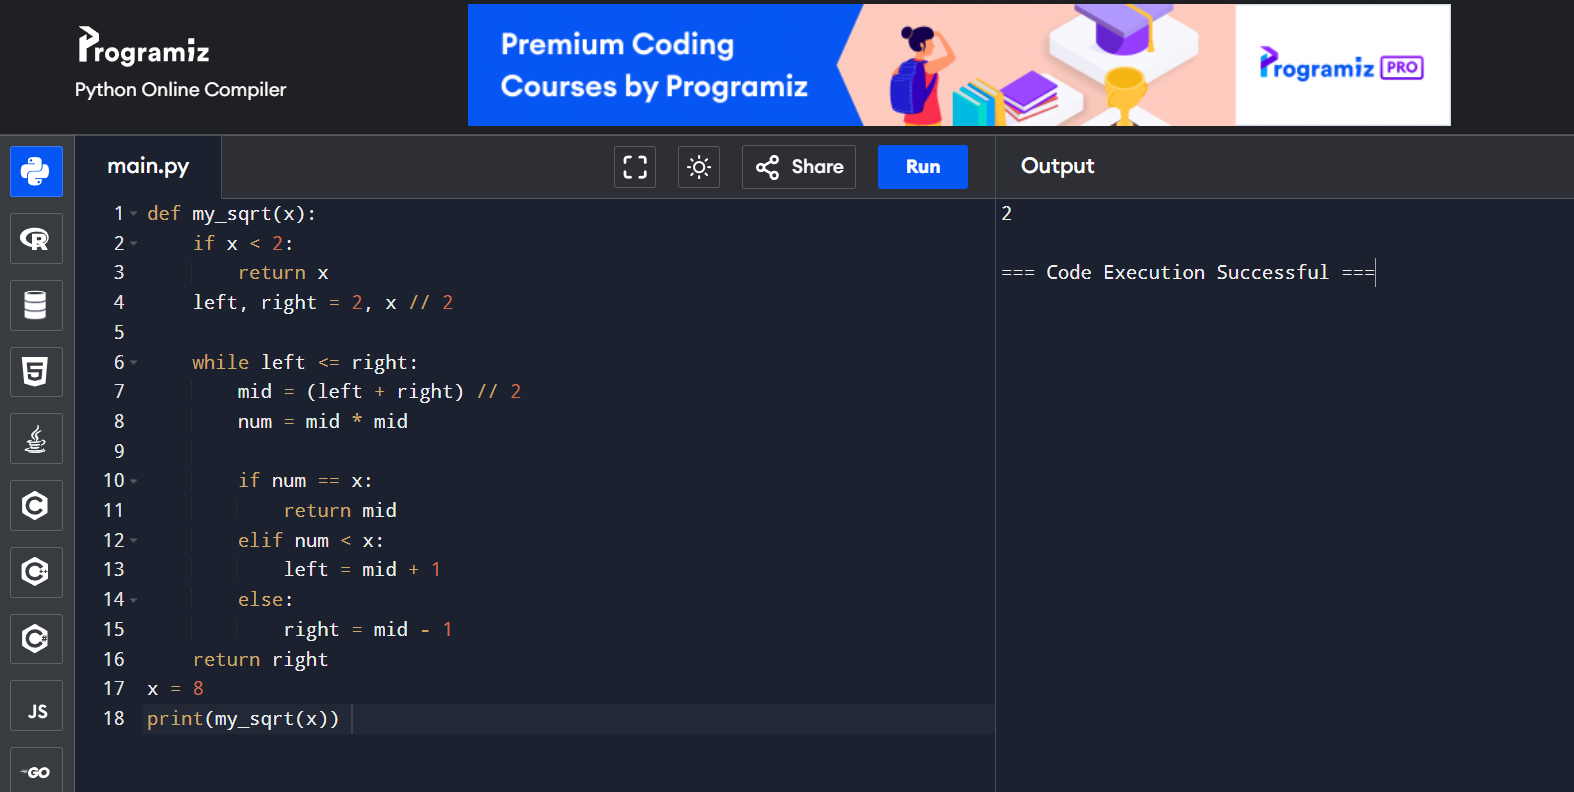 Programiz
Python Online Compiler
Premium Coding
Courses by Programiz
Programiz PRO
main.py
Share
Run
Output
1 def my_sqrt(x):
2     if x < 2:
3         return x
4     left, right = 2, x // 2
5
6     while left <= right:
7         mid = (left + right) // 2
8         num = mid * mid
9
10         if num == x:
11             return mid
12         elif num < x:
13             left = mid + 1
14         else:
15             right = mid - 1
16     return right
17 x = 8
18 print(my_sqrt(x))
2
=== Code Execution Successful ===
R
5
C
C++
C#
JS
GO